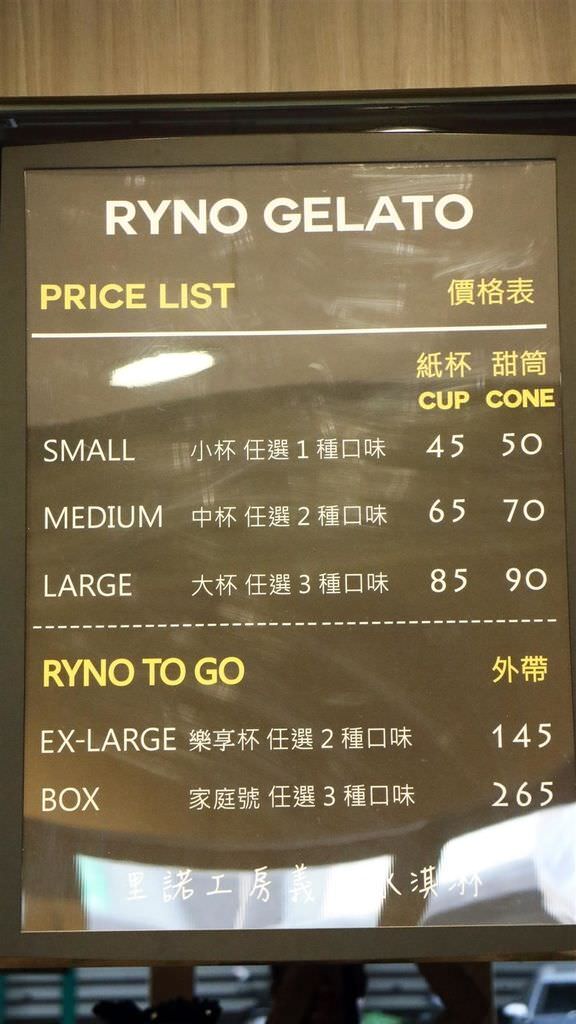 RYNO GELATO
PRICE LIST 價格表
紙杯 甜筒
CUP CONE
SMALL 小杯 任選 1 種口味 45 50
MEDIUM 中杯 任選 2 種口味 65 70
LARGE 大杯 任選 3 種口味 85 90
RYNO TO GO 外帶
EX-LARGE 樂享杯 任選 2 種口味 145
BOX 家庭號 任選 3 種口味 265
里諾工房義 冰淇淋